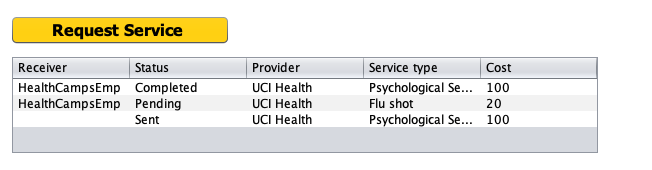 Request Service
Receiver Status Provider Service type Cost
HealthCampsEmp Completed UCI Health Psychological Se... 100
HealthCampsEmp Pending UCI Health Flu shot 20
Sent UCI Health Psychological Se... 100